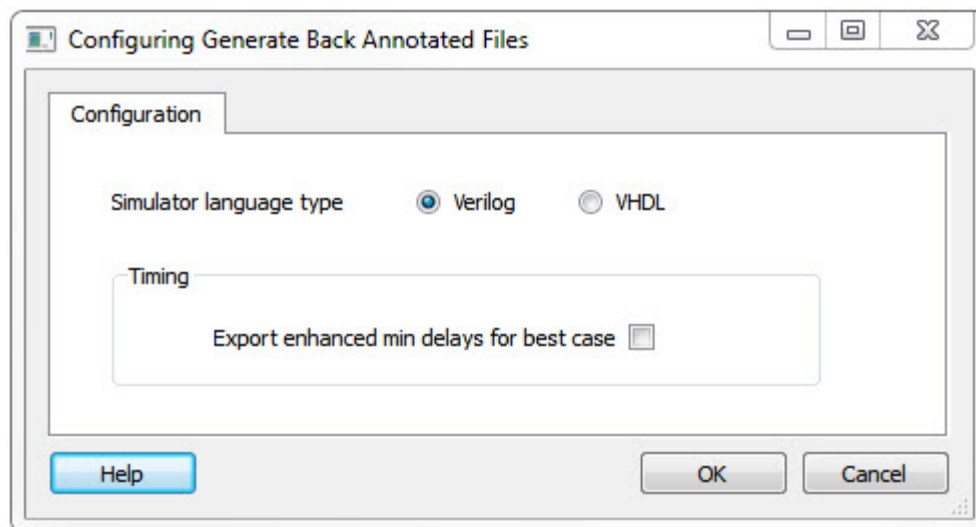 Configuring Generate Back Annotated Files
Configuration
Simulator language type Verilog VHDL
Timing
Export enhanced min delays for best case
Help OK Cancel